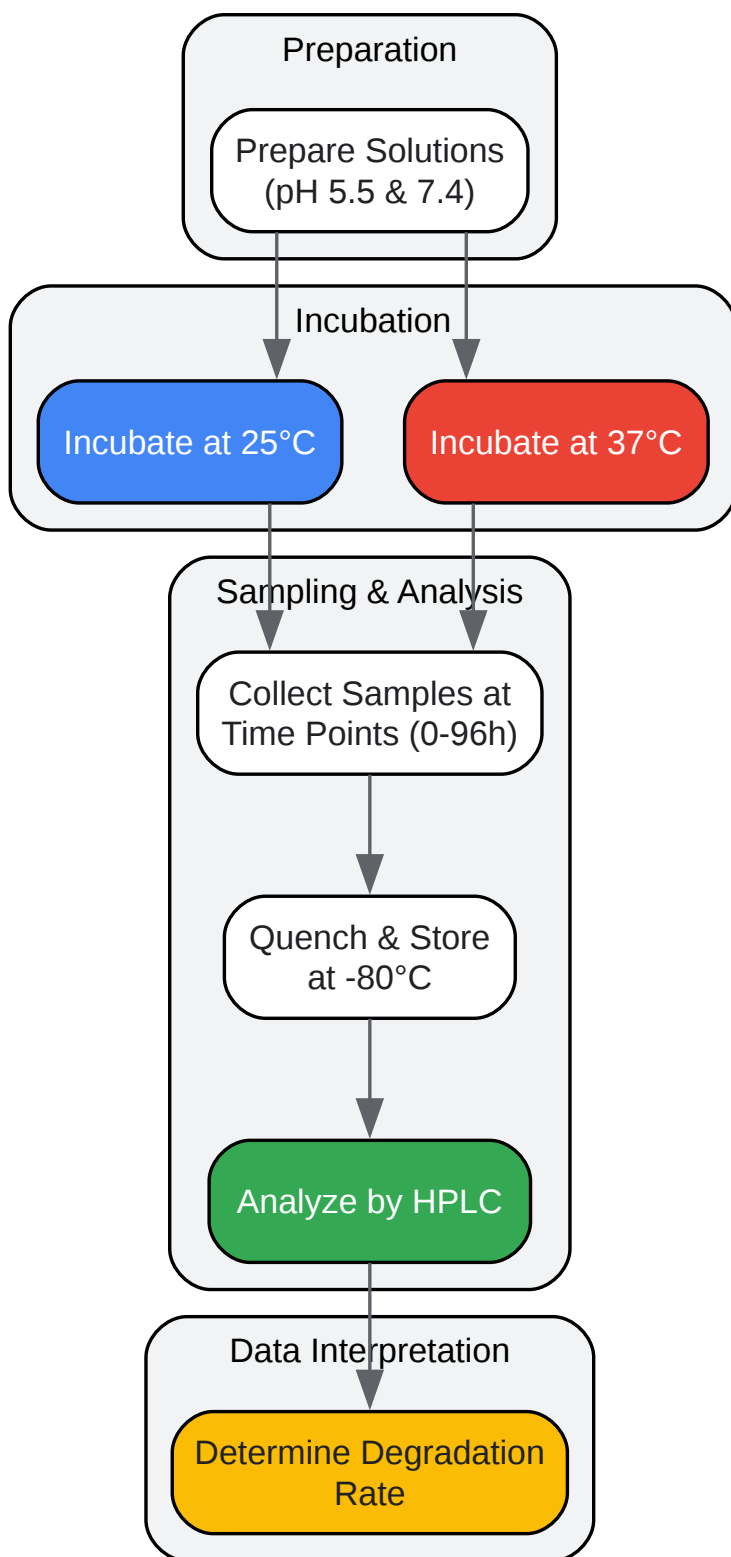 Preparation
Prepare Solutions
(pH 5.5 & 7.4)
Incubation
Incubate at 25°C
Incubate at 37°C
Sampling & Analysis
Collect Samples at
Time Points (0-96h)
Quench & Store
at -80°C
Analyze by HPLC
Data Interpretation
Determine Degradation
Rate